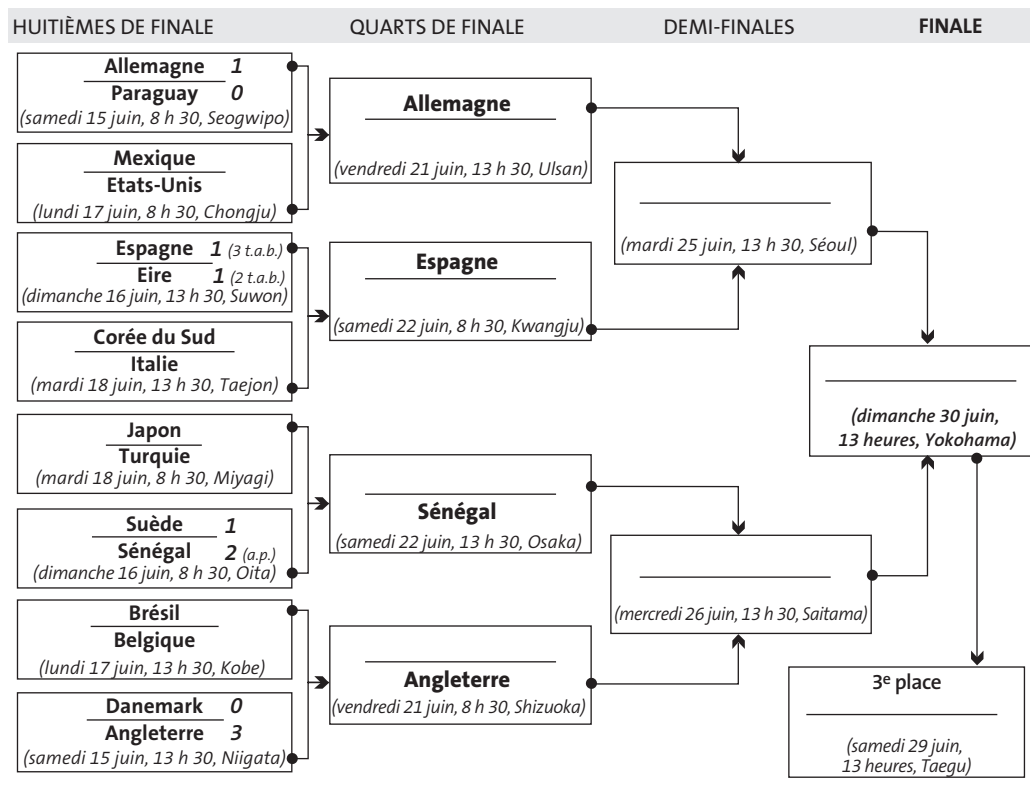 HUITIÈMES DE FINALE
QUARTS DE FINALE
DEMI-FINALES
FINALE
Allemagne 1
Paraguay 0
(samedi 15 juin, 8 h 30, Seogwipo)
Mexique
Etats-Unis
(lundi 17 juin, 8 h 30, Chongju)
Espagne 1 (3 t.a.b.)
Eire 1 (2 t.a.b.)
(dimanche 16 juin, 13 h 30, Suwon)
Corée du Sud
Italie
(mardi 18 juin, 13 h 30, Taejon)
Japon
Turquie
(mardi 18 juin, 8 h 30, Miyagi)
Suède 1
Sénégal 2 (a.p.)
(dimanche 16 juin, 8 h 30, Oita)
Brésil
Belgique
(lundi 17 juin, 13 h 30, Kobe)
Danemark 0
Angleterre 3
(samedi 15 juin, 13 h 30, Niigata)
Allemagne
(vendredi 21 juin, 13 h 30, Ulsan)
Espagne
(samedi 22 juin, 8 h 30, Kwangju)
Sénégal
(samedi 22 juin, 13 h 30, Osaka)
Angleterre
(vendredi 21 juin, 8 h 30, Shizuoka)
(mardi 25 juin, 13 h 30, Séoul)
(mercredi 26 juin, 13 h 30, Saitama)
(dimanche 30 juin,
13 heures, Yokohama)
3e place
(samedi 29 juin,
13 heures, Taegu)